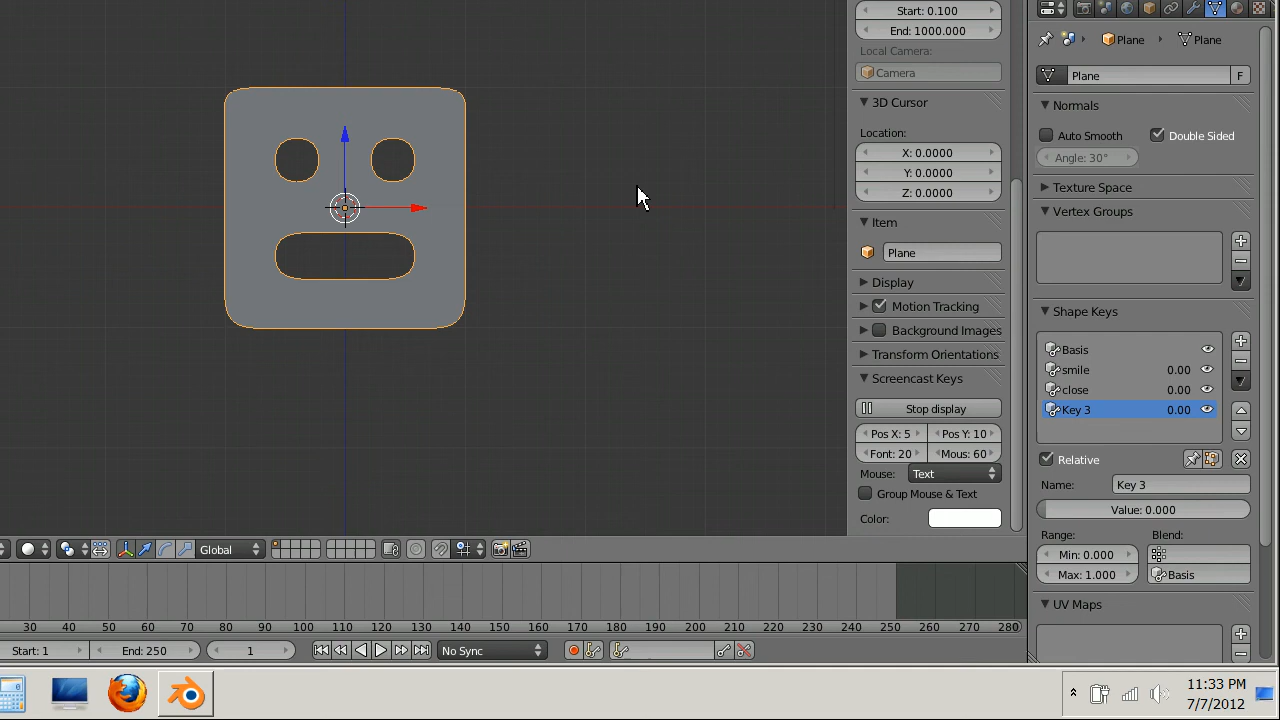 Start: 0.100
End: 1000.000
Local Camera:
Camera
3D Cursor
Location:
X: 0.0000
Y: 0.0000
Z: 0.0000
Item
Plane
Display
Motion Tracking
Background Images
Transform Orientations
Screencast Keys
Stop display
Pos X: 5 Pos Y: 10
Font: 20 Mous: 60
Mouse: Text
Group Mouse & Text
Color:
Plane Plane
Plane F
Normals
Auto Smooth Double Sided
Angle: 30°
Texture Space
Vertex Groups
Shape Keys
Basis
smile 0.00
close 0.00
Key 3 0.00
Relative
Name: Key 3
Value: 0.000
Range: Blend:
Min: 0.000
Max: 1.000 Basis
UV Maps
Global
30 40 50 60 70 80 90 100 110 120 130 140 150 160 170 180 190 200 210 220 230 240 250 260 270 280
Start: 1 End: 250 1 No Sync
11:33 PM
7/7/2012